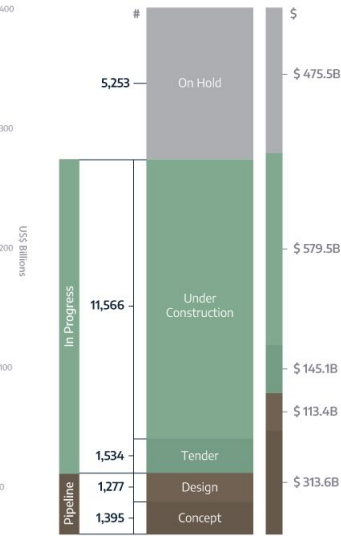 400
#
$
5,253
On Hold
$ 475.5B
300
200
US$ Billions
$ 579.5B
In Progress
11,566
Under
Construction
100
$ 145.1B
$ 113.4B
1,534
Tender
0
Pipeline
1,277
Design
$ 313.6B
1,395
Concept